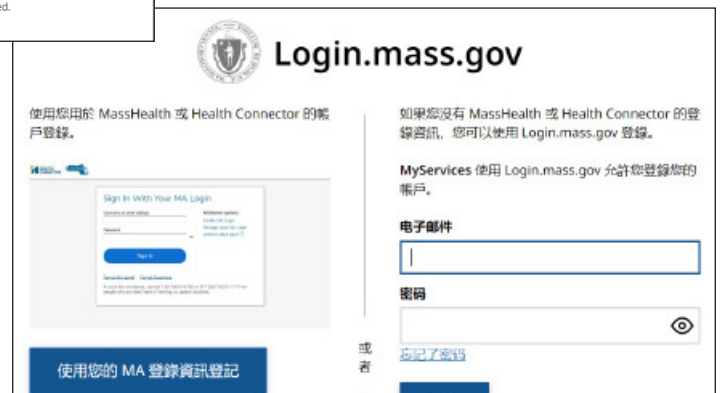 ed.
Login.mass.gov
使用您用於 MassHealth 或 Health Connector 的帳
戶登錄。
Sign In With Your MA Login
Password
Sign In
使用您的 MA 登錄資訊登記
或
者
如果您沒有 MassHealth 或 Health Connector 的登
錄資訊，您可以使用 Login.mass.gov 登錄。
MyServices 使用 Login.mass.gov 允許您登錄您的
帳戶。
电子邮件
密码
忘记了密码